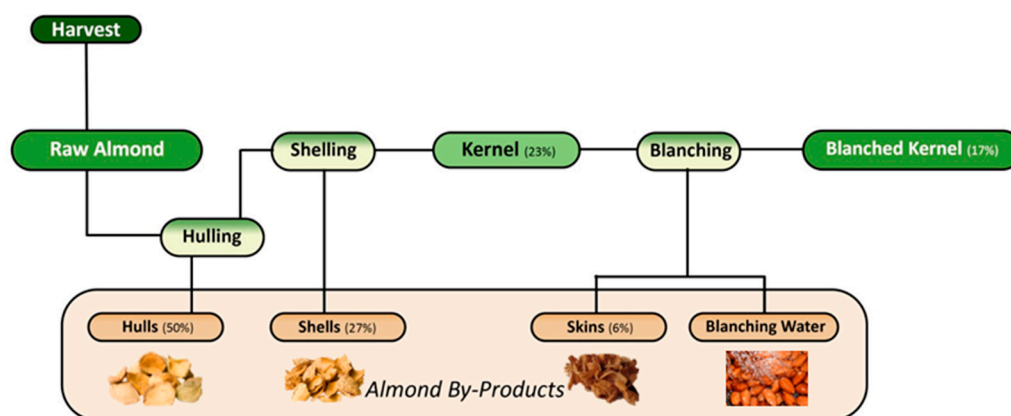 Harvest
Raw Almond
Shelling
Kernel (23%)
Blanching
Blanched Kernel (17%)
Hulling
Hulls (50%)
Shells (27%)
Skins (6%)
Blanching Water
Almond By-Products